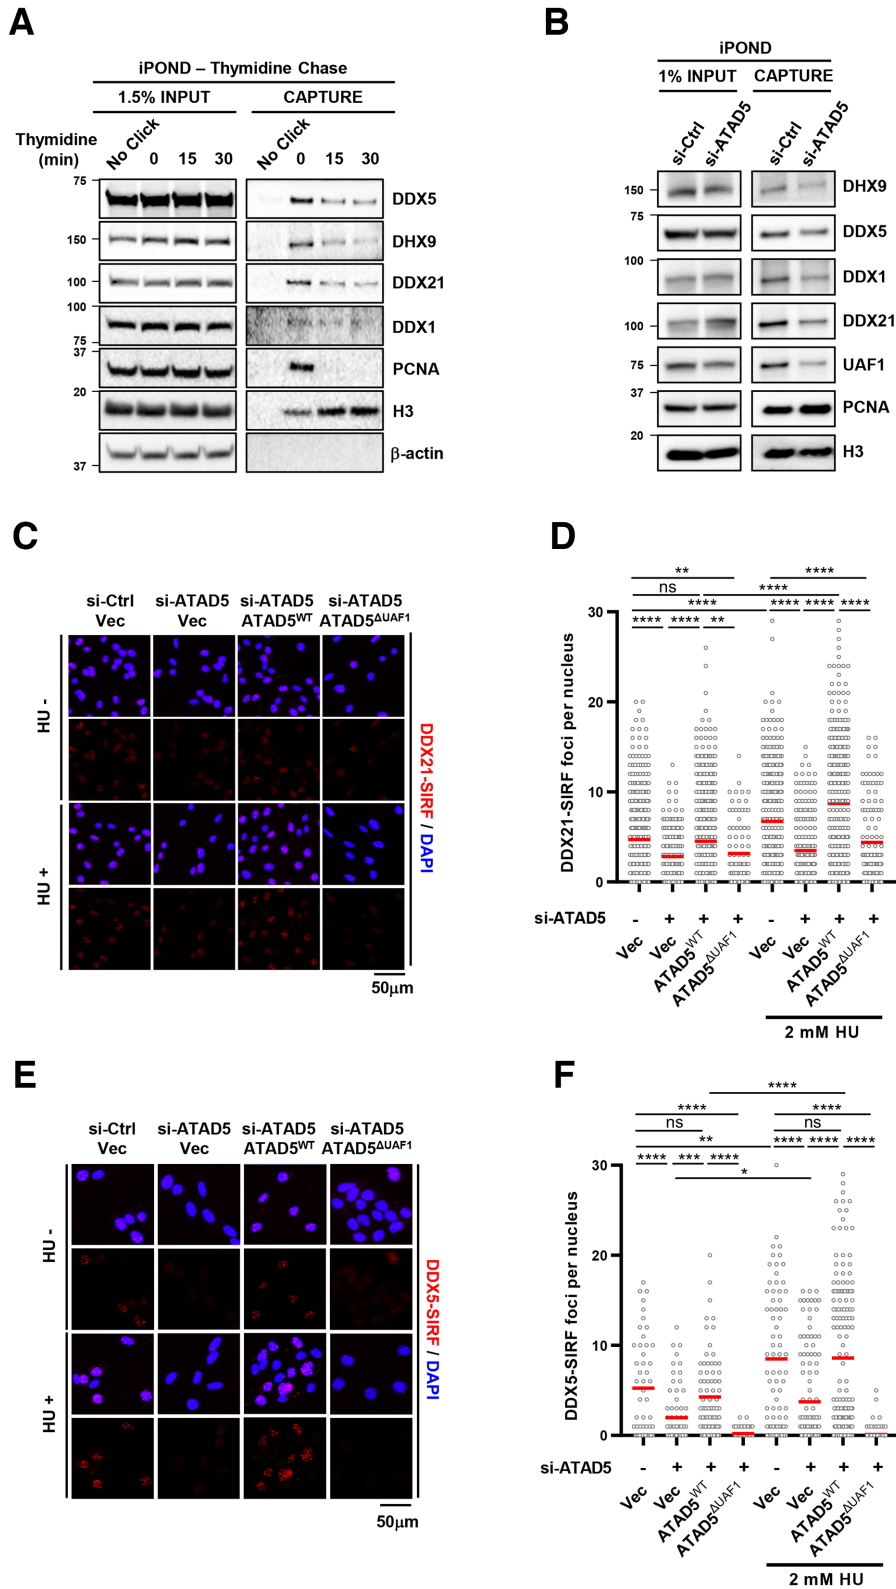 A
iPOND – Thymidine Chase
1.5% INPUT CAPTURE
Thymidine
(min)
No Click 0 15 30 No Click 0 15 30
75
DDX5
150
DHX9
100
DDX21
100
75
DDX1
37
PCNA
20
H3
37
β-actin
B
iPOND
1% INPUT CAPTURE
si-Ctrl si-ATAD5 si-Ctrl si-ATAD5
150
DHX9
75
DDX5
100
DDX1
100
DDX21
75
UAF1
37
PCNA
20
H3
C
si-Ctrl si-ATAD5 si-ATAD5 si-ATAD5
Vec Vec ATAD5WT ATAD5ΔUAF1
HU -
HU +
DDX21-SIRF / DAPI
50µm
D
** ****
ns ****
****
**** **** ** **** **** ****
DDX21-SIRF foci per nucleus
30
20
10
0
si-ATAD5 - + + + - + + +
Vec Vec ATAD5WT ATAD5ΔUAF1 Vec Vec ATAD5WT ATAD5ΔUAF1
2 mM HU
E
si-Ctrl si-ATAD5 si-ATAD5 si-ATAD5
Vec Vec ATAD5WT ATAD5ΔUAF1
HU -
HU +
DDX5-SIRF / DAPI
50µm
F
****
**** ****
ns ns
**
**** *** **** **** **** ****
*
DDX5-SIRF foci per nucleus
30
20
10
0
si-ATAD5 - + + + - + + +
Vec Vec ATAD5WT ATAD5ΔUAF1 Vec Vec ATAD5WT ATAD5ΔUAF1
2 mM HU